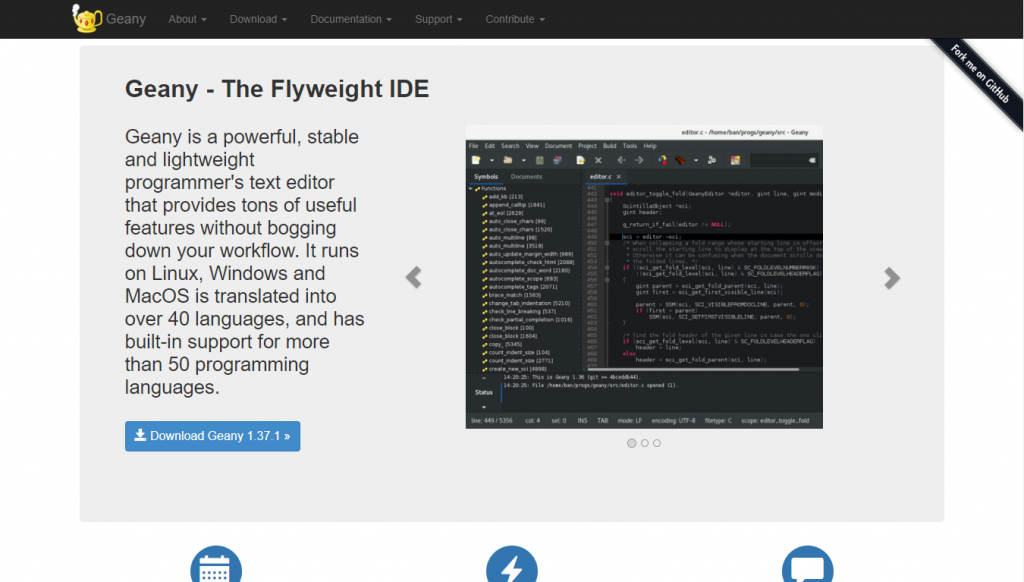 Geany
About
Download
Documentation
Support
Contribute
Fork me on GitHub
Geany - The Flyweight IDE
Geany is a powerful, stable
and lightweight
programmer's text editor
that provides tons of useful
features without bogging
down your workflow. It runs
on Linux, Windows and
MacOS is translated into
over 40 languages, and has
built-in support for more
than 50 programming
languages.
Download Geany 1.37.1 »
editor.c - /home/ban/progs/geany/src - Geany
File Edit Search View Document Project Build Tools Help
Symbols Documents
editor.c ×
Functions
add_kb [213]
append_calltip [1841]
at_eol [2629]
auto_close_chars [99]
auto_close_chars [1520]
auto_multiline [98]
auto_multiline [3519]
auto_update_margin_width [989]
autocomplete_check_html [2088]
autocomplete_doc_word [2180]
autocomplete_scope [693]
autocomplete_tags [2071]
brace_match [1563]
change_tab_indentation [5210]
check_line_breaking [537]
check_partial_completion [1016]
close_block [100]
close_block [1604]
copy_ [5345]
count_indent_size [104]
count_indent_size [2771]
create_new_sci [4898]
void editor_toggle_fold(GeanyEditor *editor, gint line, gint modi
ScintillaObject *sci;
gint header;
g_return_if_fail(editor != NULL);
sci = editor->sci;
/* When collapsing a fold range whose starting line is offscr
* scroll the starting line to display at the top of the view
* Otherwise it can be confusing when the document scrolls do
* the folded lines. */
if ((sci_get_fold_level(sci, line) & SC_FOLDLEVELNUMBERMASK)
!(sci_get_fold_level(sci, line) & SC_FOLDLEVELHEADERFLAG)
{
gint parent = sci_get_fold_parent(sci, line);
gint first = sci_get_first_visible_line(sci);
parent = SSM(sci, SCI_VISIBLEFROMDOCLINE, parent, 0);
if (first > parent)
SSM(sci, SCI_SETFIRSTVISIBLELINE, parent, 0);
}
/* find the fold header of the given line in case the one cli
if (sci_get_fold_level(sci, line) & SC_FOLDLEVELHEADERFLAG)
header = line;
else
header = sci_get_fold_parent(sci, line);
Status
14:20:25: This is Geany 1.36 (git >= 4bceddb44).
14:20:25: File /home/ban/progs/geany/src/editor.c opened (1).
line: 449 / 5356 col: 4 sel: 0 INS TAB mode: LF encoding: UTF-8 filetype: C scope: editor_toggle_fold